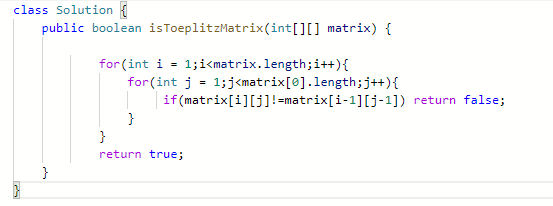 class Solution {
    public boolean isToeplitzMatrix(int[][] matrix) {
            for(int i = 1;i<matrix.length;i++){
                for(int j = 1;j<matrix[0].length;j++){
                     if(matrix[i][j]!=matrix[i-1][j-1]) return false;
                }
            }
            return true;
    }
}